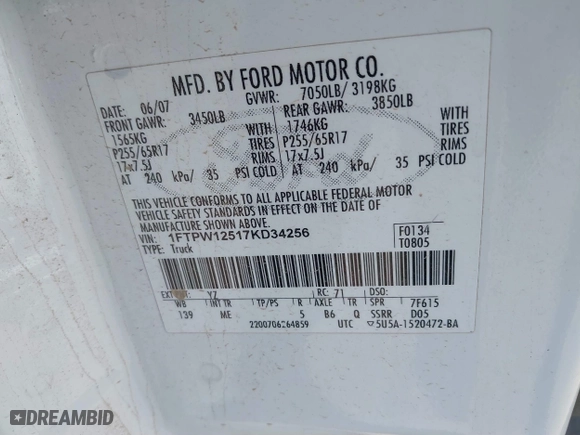 MFD. BY FORD MOTOR CO.
DATE: 06/07 GVWR: 7050LB/ 3198KG
FRONT GAWR: 3450LB REAR GAWR: 3850LB
1565KG WITH 1746KG WITH
P255/65R17 TIRES P255/65R17 TIRES
17x7.5J RIMS 17x7.5J RIMS
AT 240 kPa/ 35 PSI COLD AT 240 kPa/ 35 PSI COLD
THIS VEHICLE CONFORMS TO ALL APPLICABLE FEDERAL MOTOR
VEHICLE SAFETY STANDARDS IN EFFECT ON THE DATE OF
MANUFACTURE SHOWN ABOVE.
VIN: 1FTPW12517KD34256 F0134
TYPE: Truck T0805
EXT YZ RC: 71 DSO:
WB INT TR TP/PS R AXLE TR SPR 7F615
139 ME 5 B6 Q SSRR D05
UTC ▽5U5A-1520472-BA
Ford
DREAMBID